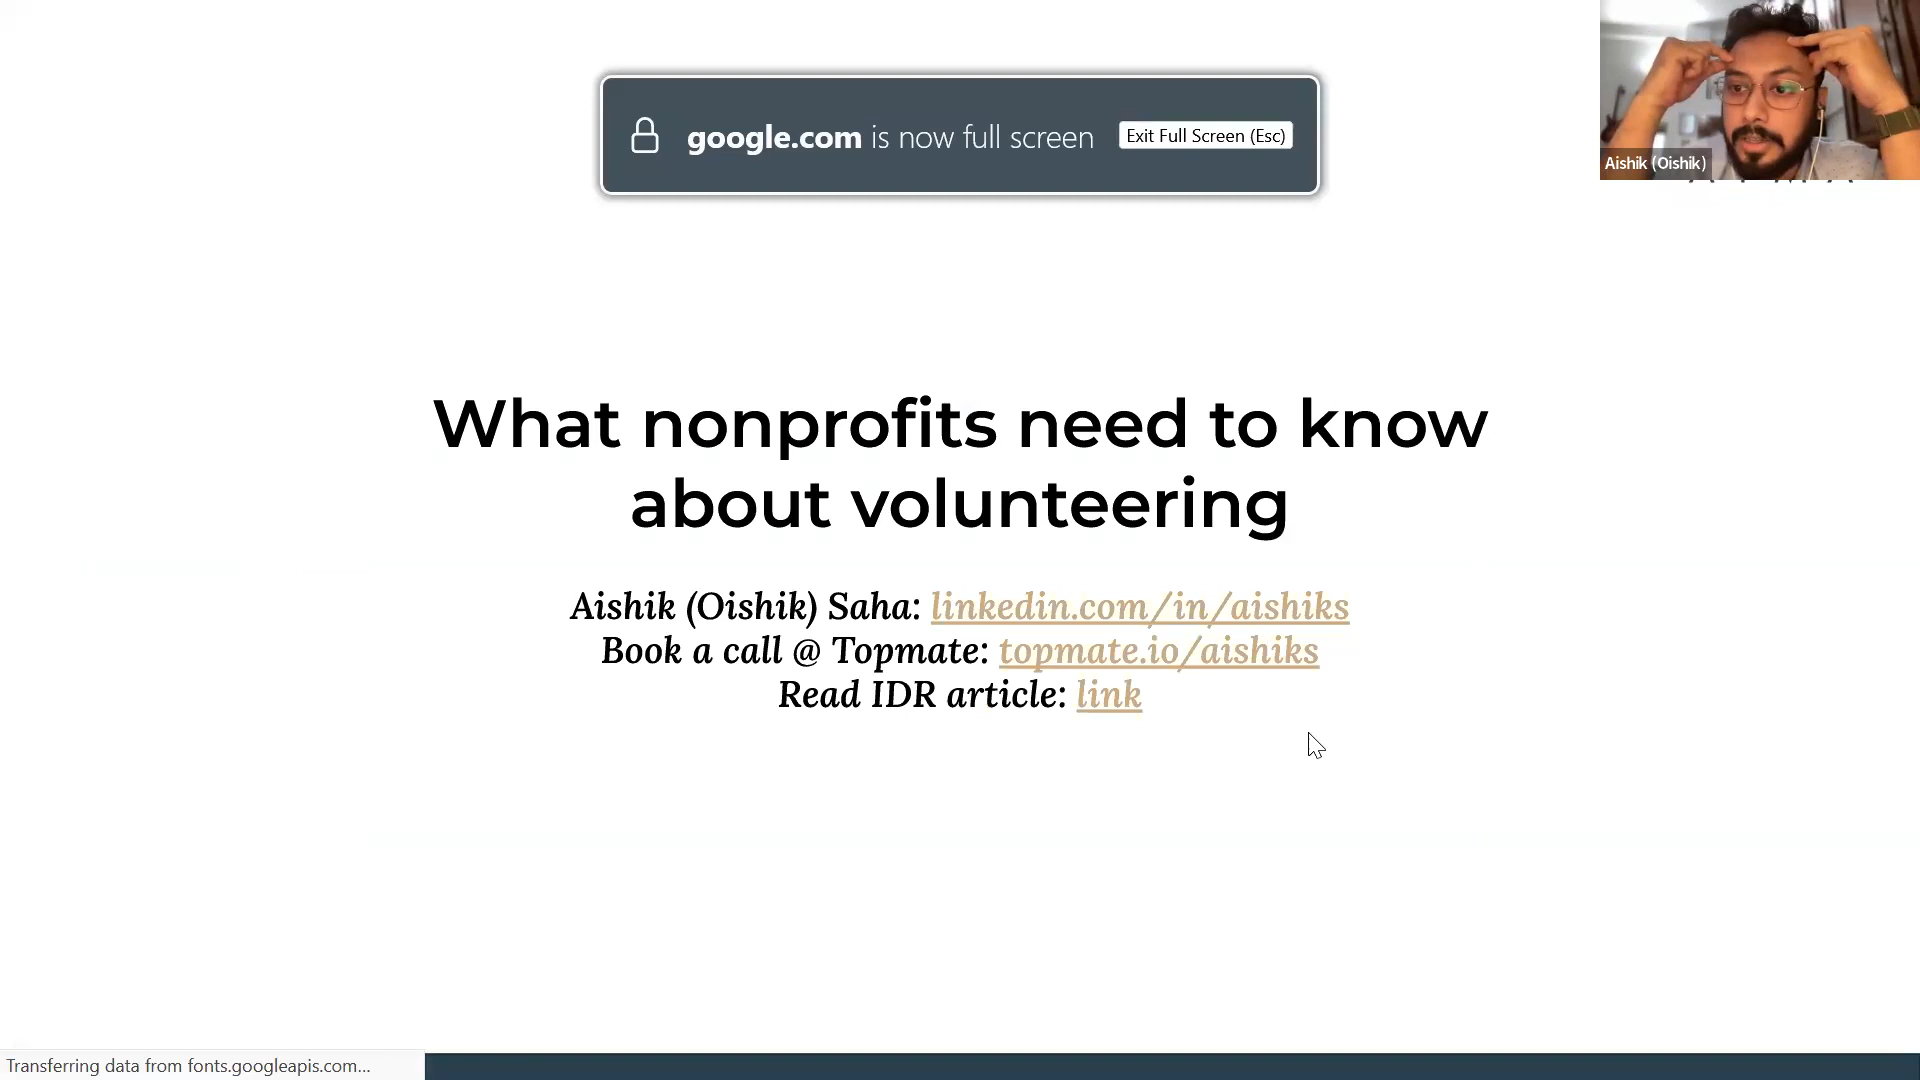 google.com is now full screen Exit Full Screen (Esc)
Aishik (Oishik)
What nonprofits need to know
about volunteering
Aishik (Oishik) Saha: linkedin.com/in/aishiks
Book a call @ Topmate: topmate.io/aishiks
Read IDR article: link
Transferring data from fonts.googleapis.com...